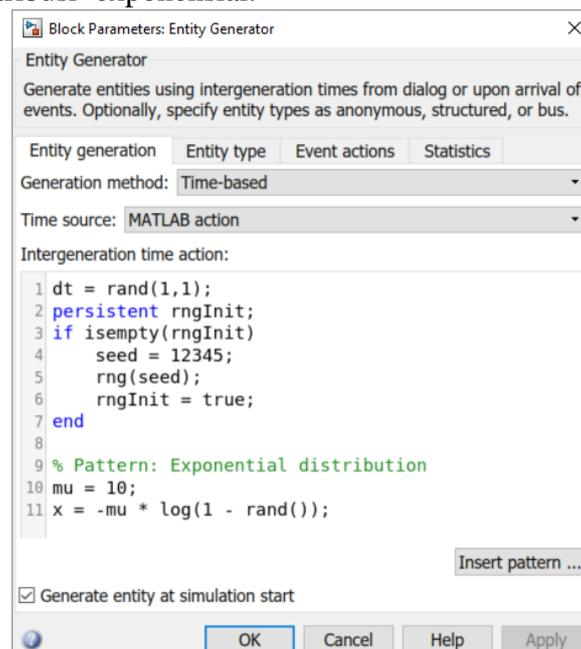 Block Parameters: Entity Generator
Entity Generator
Generate entities using intergeneration times from dialog or upon arrival of
events. Optionally, specify entity types as anonymous, structured, or bus.
Entity generation Entity type Event actions Statistics
Generation method: Time-based
Time source: MATLAB action
Intergeneration time action:
1 dt = rand(1,1);
2 persistent rngInit;
3 if isempty(rngInit)
4 seed = 12345;
5 rng(seed);
6 rngInit = true;
7 end
8
9 % Pattern: Exponential distribution
10 mu = 10;
11 x = -mu * log(1 - rand());
Insert pattern ...
Generate entity at simulation start
OK Cancel Help Apply